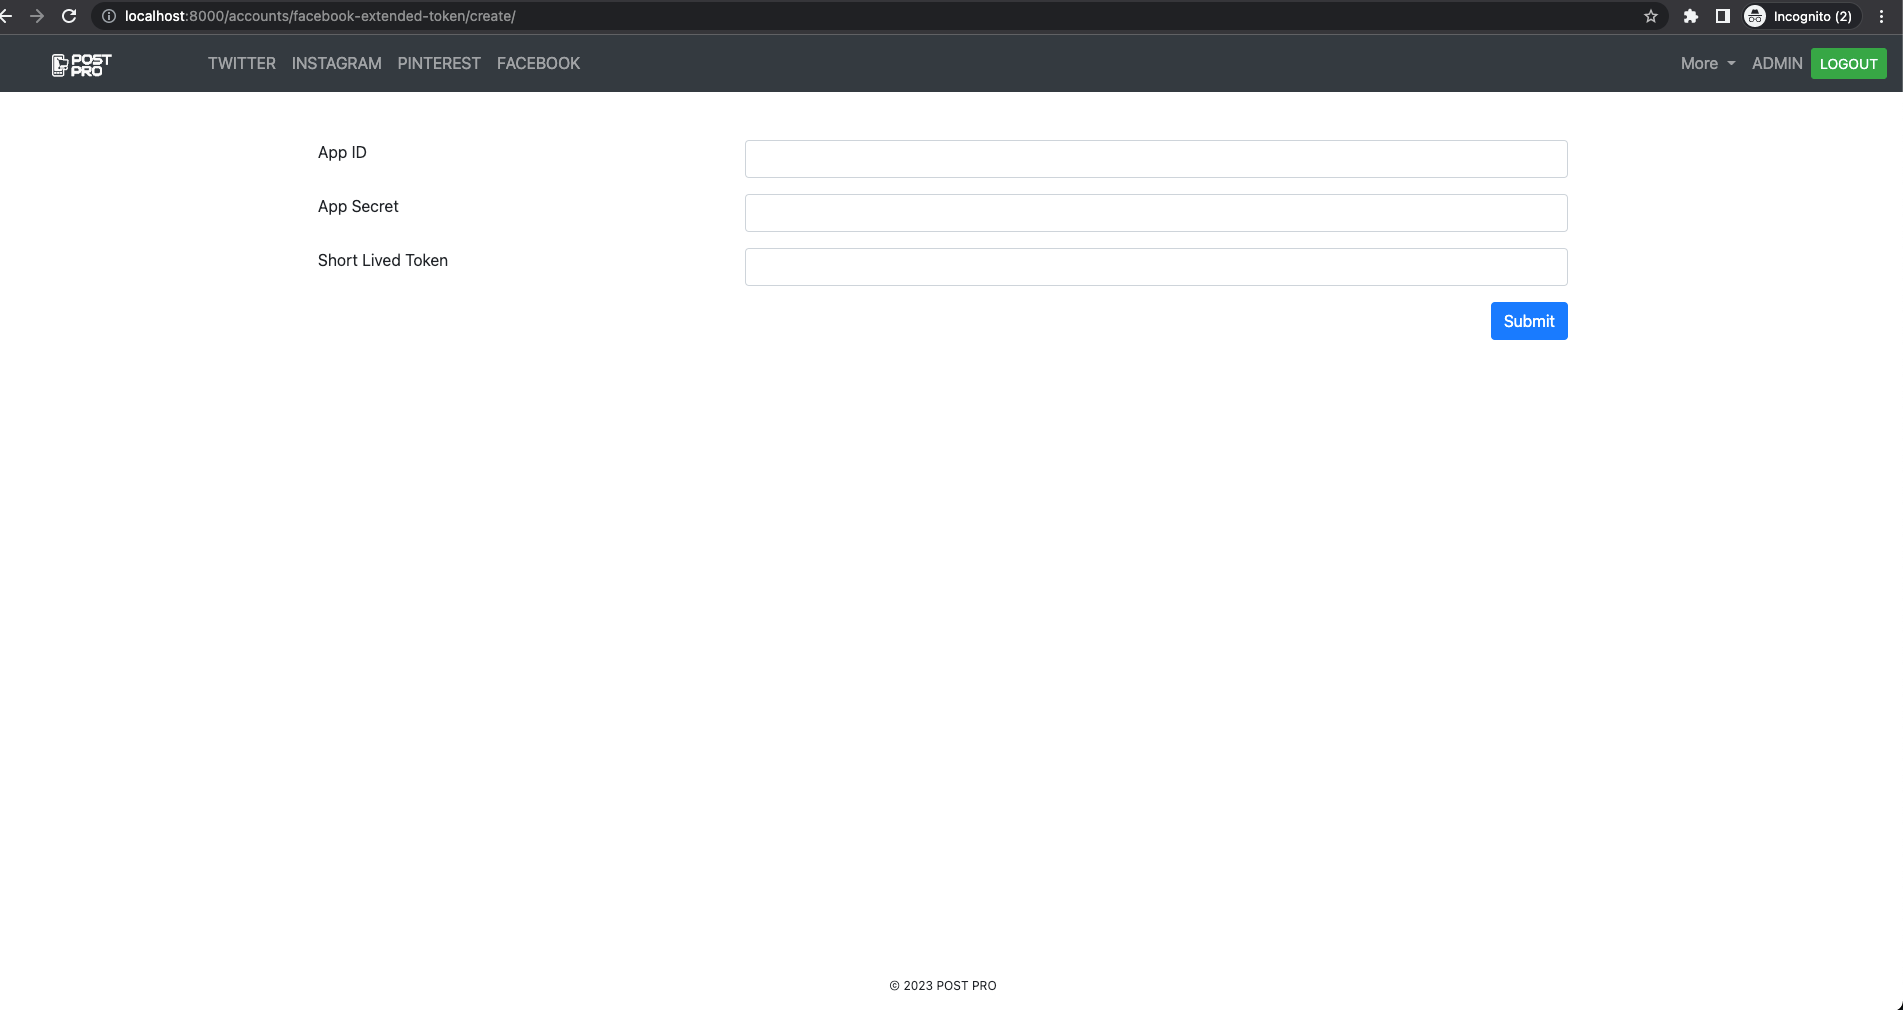 localhost:8000/accounts/facebook-extended-token/create/
Incognito (2)
POST
PRO
TWITTER INSTAGRAM PINTEREST FACEBOOK
More ADMIN LOGOUT
App ID
App Secret
Short Lived Token
Submit
© 2023 POST PRO